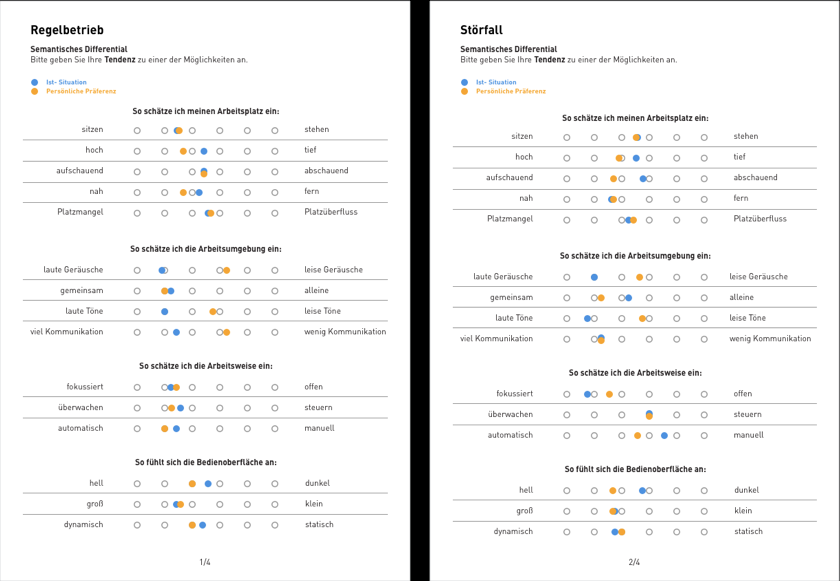 Regelbetrieb
Semantisches Differential
Bitte geben Sie Ihre Tendenz zu einer der Möglichkeiten an.
Ist- Situation
Persönliche Präferenz
So schätze ich meinen Arbeitsplatz ein:
sitzen stehen
hoch tief
aufschauend abschauend
nah fern
Platzmangel Platzüberfluss
So schätze ich die Arbeitsumgebung ein:
laute Geräusche leise Geräusche
gemeinsam alleine
laute Töne leise Töne
viel Kommunikation wenig Kommunikation
So schätze ich die Arbeitsweise ein:
fokussiert offen
überwachen steuern
automatisch manuell
So fühlt sich die Bedienoberfläche an:
hell dunkel
groß klein
dynamisch statisch
1/4
Störfall
Semantisches Differential
Bitte geben Sie Ihre Tendenz zu einer der Möglichkeiten an.
Ist- Situation
Persönliche Präferenz
So schätze ich meinen Arbeitsplatz ein:
sitzen stehen
hoch tief
aufschauend abschauend
nah fern
Platzmangel Platzüberfluss
So schätze ich die Arbeitsumgebung ein:
laute Geräusche leise Geräusche
gemeinsam alleine
laute Töne leise Töne
viel Kommunikation wenig Kommunikation
So schätze ich die Arbeitsweise ein:
fokussiert offen
überwachen steuern
automatisch manuell
So fühlt sich die Bedienoberfläche an:
hell dunkel
groß klein
dynamisch statisch
2/4